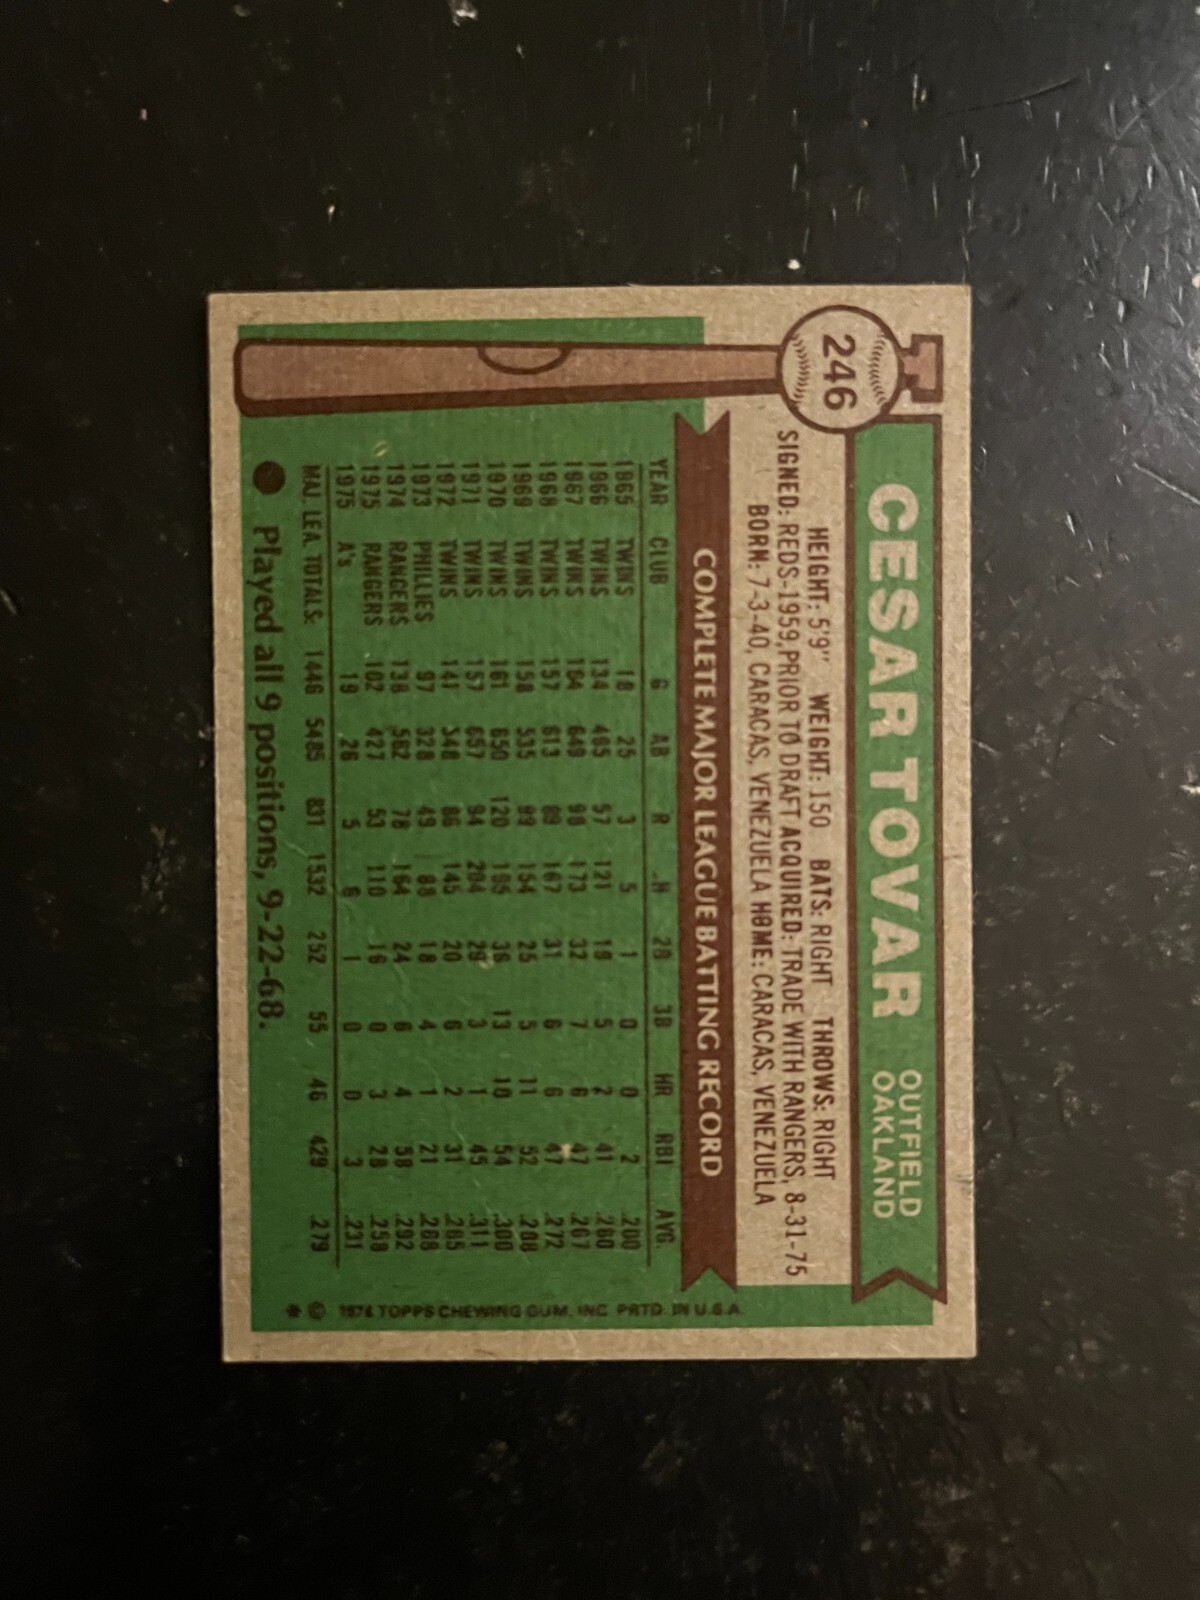 246
CESAR TOVAR OUTFIELD OAKLAND
HEIGHT: 5'9" WEIGHT: 150 BATS: RIGHT THROWS: RIGHT
SIGNED: REDS-1959, PRIOR TO DRAFT ACQUIRED: TRADE WITH RANGERS, 8-31-75
BORN: 7-3-40, CARACAS, VENEZUELA HOME: CARACAS, VENEZUELA
COMPLETE MAJOR LEAGUE BATTING RECORD
YEAR CLUB G AB R H 2B 3B HR RBI AVG.
1965 TWINS 18 25 3 5 1 0 0 2 .200
1966 TWINS 134 465 57 121 19 5 2 41 .260
1967 TWINS 164 649 98 173 32 7 6 47 .267
1968 TWINS 157 613 89 167 31 6 6 47 .272
1969 TWINS 158 535 99 154 25 5 11 52 .288
1970 TWINS 161 650 120 195 36 13 10 54 .300
1971 TWINS 157 657 94 204 29 3 1 45 .311
1972 TWINS 141 548 86 145 20 6 2 31 .265
1973 PHILLIES 97 328 49 88 18 4 1 21 .268
1974 RANGERS 138 562 78 164 24 6 4 58 .292
1975 RANGERS 102 427 53 110 16 0 3 28 .258
1975 A's 19 26 5 6 1 0 0 3 .231
MAJ. LEA. TOTALS: 1446 5485 831 1532 252 55 46 429 .279
● Played all 9 positions, 9-22-68.
* © 1976 TOPPS CHEWING GUM, INC. PRTD. IN U.S.A.